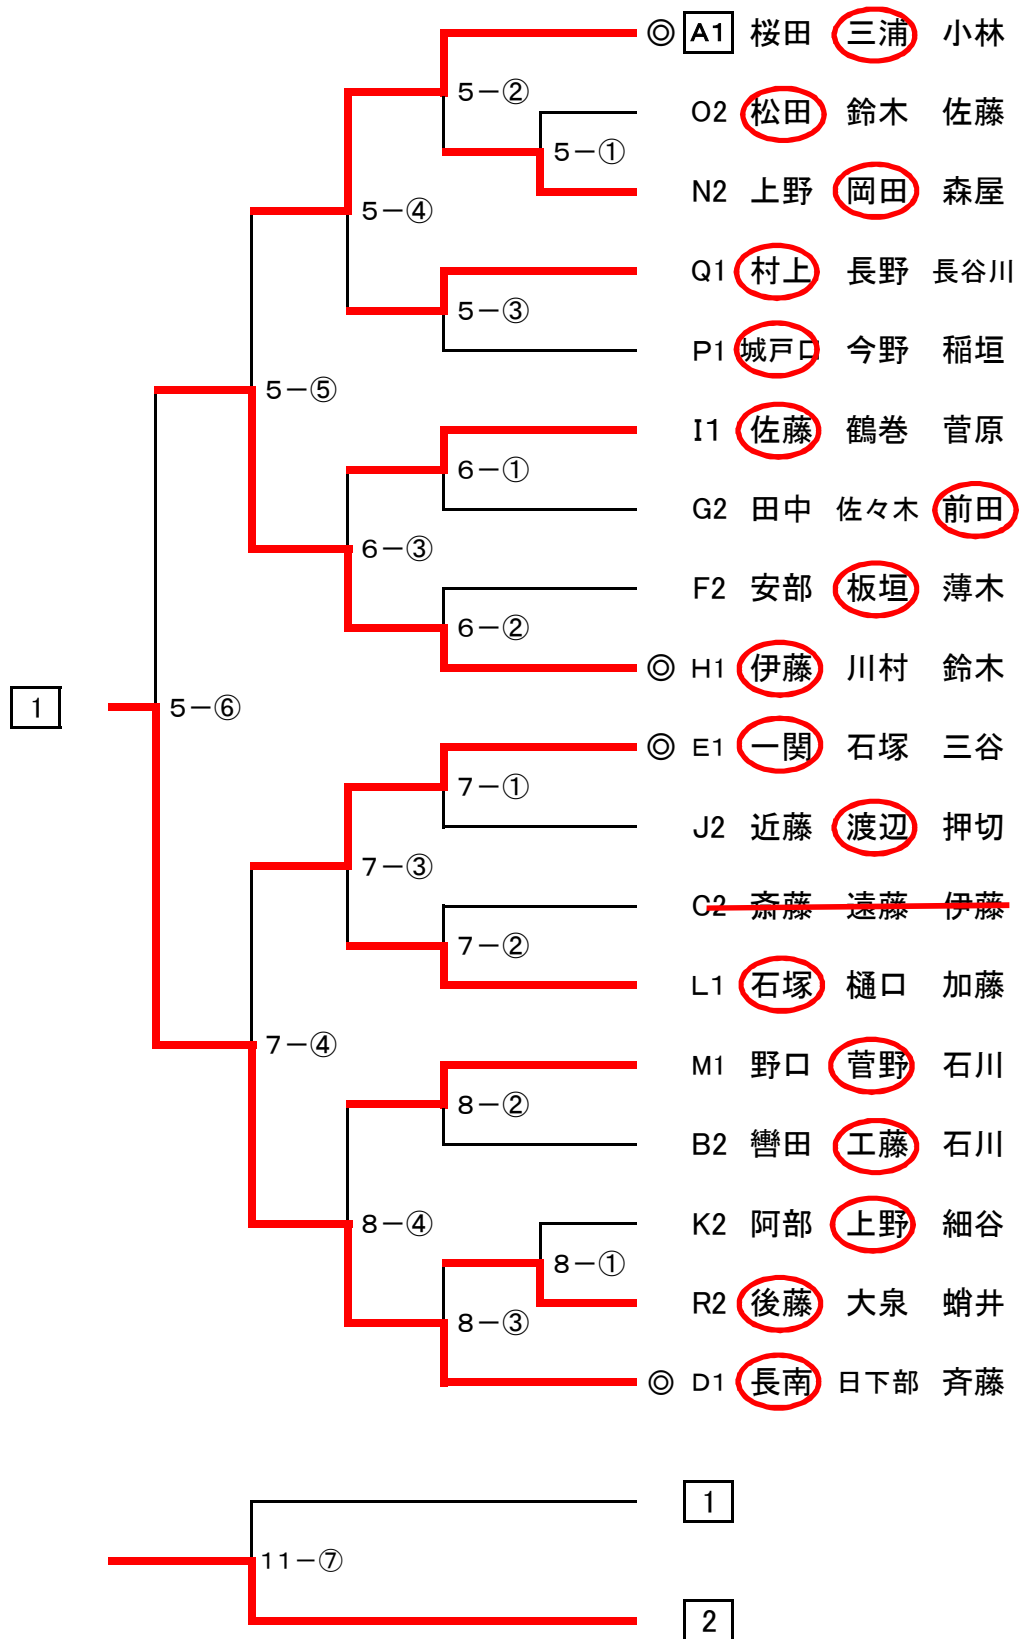 ◎ A1 桜田 三浦 小林
5－②
O2 松田 鈴木 佐藤
5－①
N2 上野 岡田 森屋
5－④
Q1 村上 長野 長谷川
5－③
P1 城戸口 今野 稲垣
5－⑤
I1 佐藤 鶴巻 菅原
6－①
G2 田中 佐々木 前田
6－③
F2 安部 板垣 薄木
6－②
◎ H1 伊藤 川村 鈴木
1 5－⑥
◎ E1 一関 石塚 三谷
7－①
J2 近藤 渡辺 押切
7－③
C2 斎藤 遠藤 伊藤
7－②
L1 石塚 樋口 加藤
7－④
M1 野口 菅野 石川
8－②
B2 轡田 工藤 石川
8－④
K2 阿部 上野 細谷
8－①
R2 後藤 大泉 蛸井
8－③
◎ D1 長南 日下部 斉藤
1
11－⑦
2